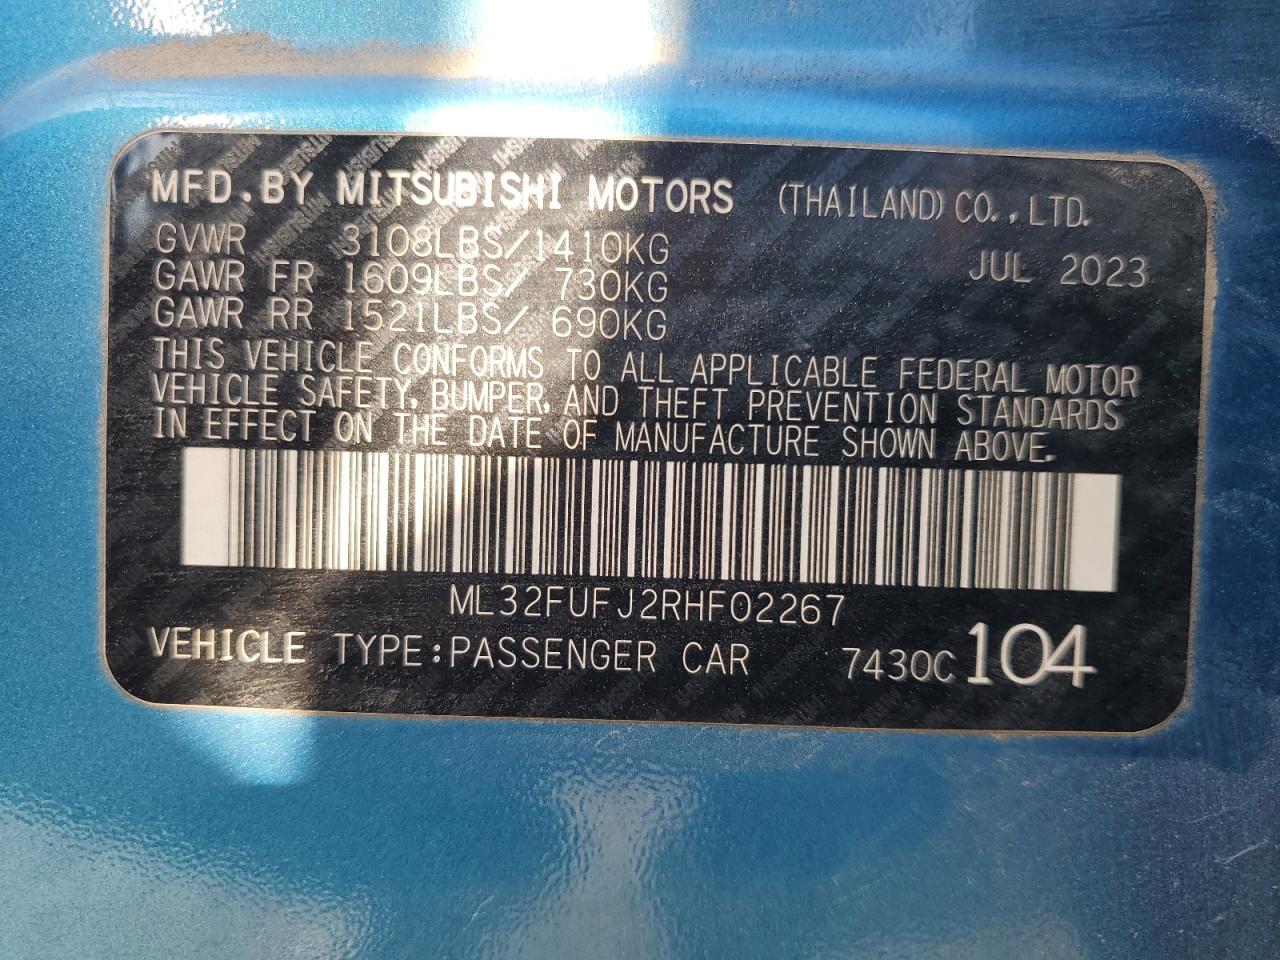 MFD.BY MITSUBISHI MOTORS (THAILAND) CO.,LTD.
GVWR 3108LBS/1410KG JUL 2023
GAWR FR 1609LBS/ 730KG
GAWR RR 1521LBS/ 690KG
THIS VEHICLE CONFORMS TO ALL APPLICABLE FEDERAL MOTOR
VEHICLE SAFETY, BUMPER, AND THEFT PREVENTION STANDARDS
IN EFFECT ON THE DATE OF MANUFACTURE SHOWN ABOVE.
ML32FUFJ2RHF02267
VEHICLE TYPE:PASSENGER CAR 7430C 104